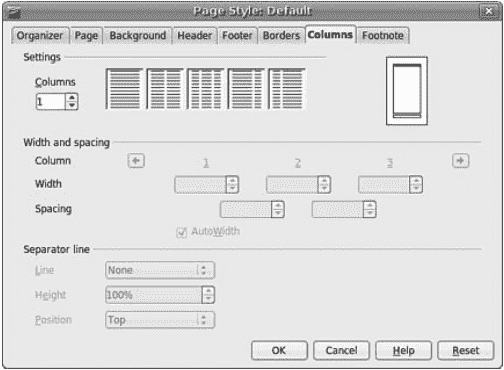 Page Style: Default
Organizer Page Background Header Footer Borders Columns Footnote
Settings
Columns
1
Width and spacing
Column 1 2 3
Width
Spacing
AutoWidth
Separator line
Line None
Height 100%
Position Top
OK Cancel Help Reset